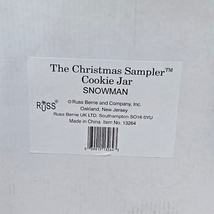 The Christmas Sampler™
Cookie Jar
SNOWMAN
RUSS®
© Russ Berrie and Company, Inc.
Oakland, New Jersey
Russ Berrie UK LTD. Southampton SO16 0YU
Made in China Item No: 13264